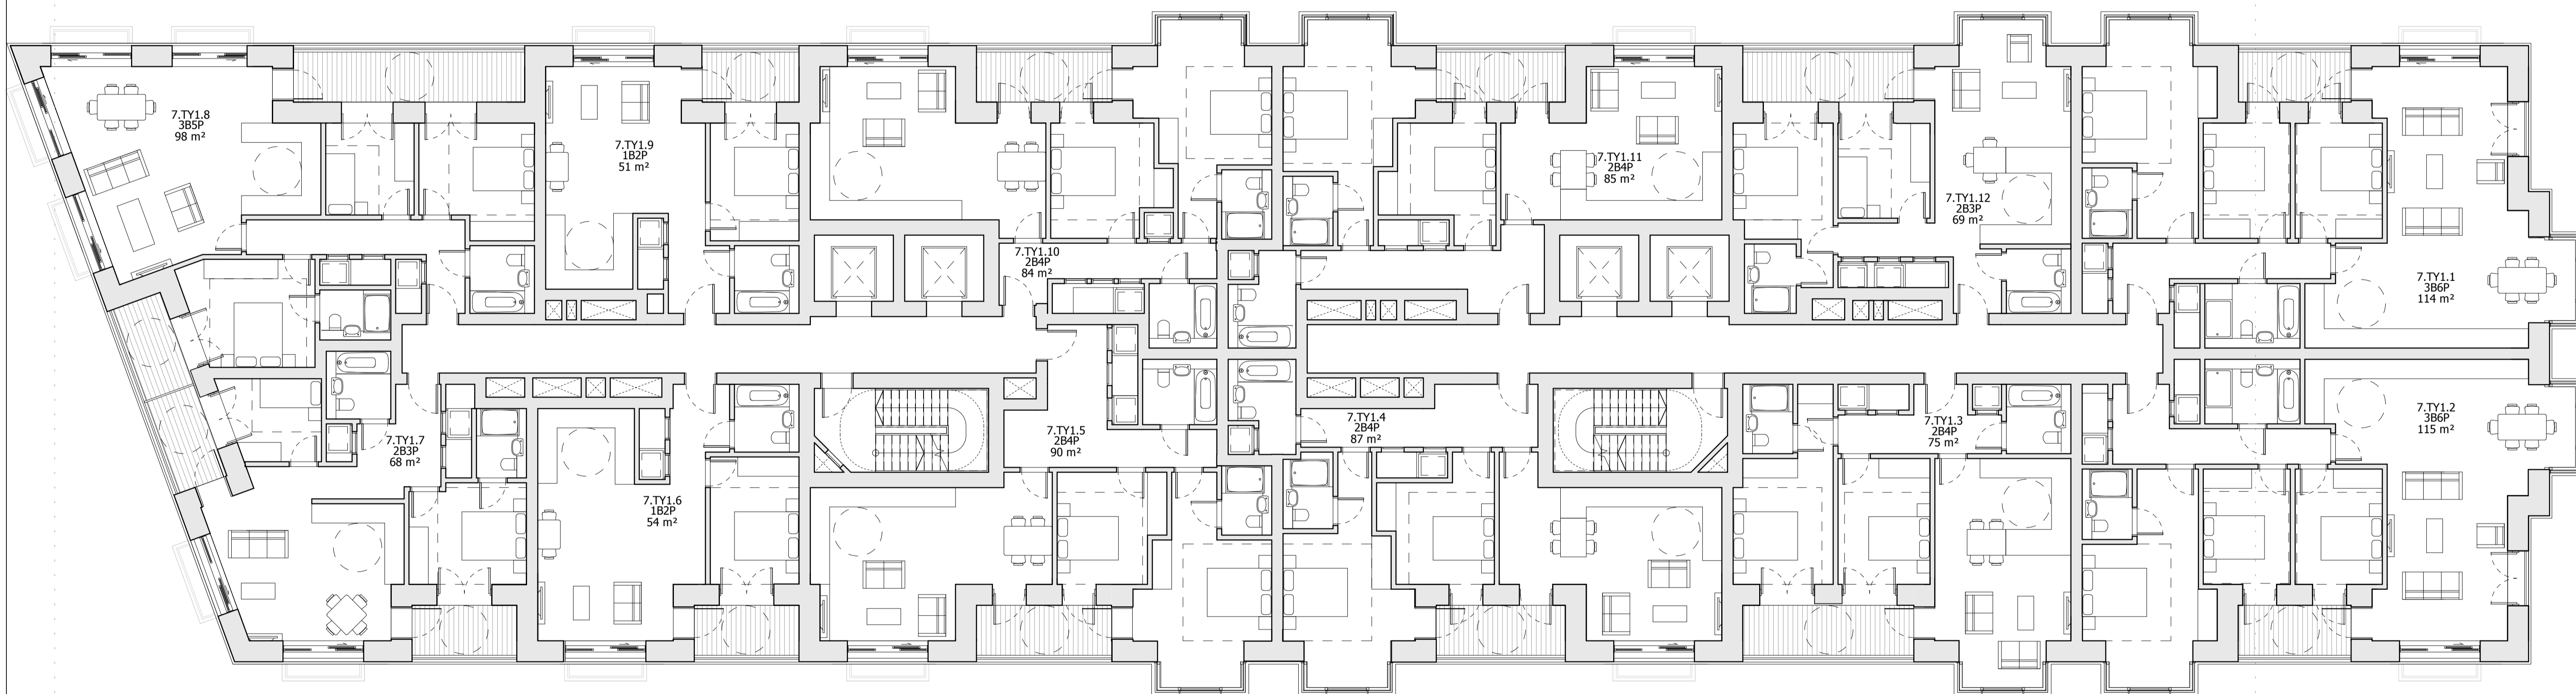 7.TY1.8
3B5P
98 m²
7.TY1.9
1B2P
51 m²
7.TY1.10
2B4P
84 m²
7.TY1.11
2B4P
85 m²
7.TY1.12
2B3P
69 m²
7.TY1.1
3B6P
114 m²
7.TY1.7
2B3P
68 m²
7.TY1.6
1B2P
54 m²
7.TY1.5
2B4P
90 m²
7.TY1.4
2B4P
87 m²
7.TY1.3
2B4P
75 m²
7.TY1.2
3B6P
115 m²